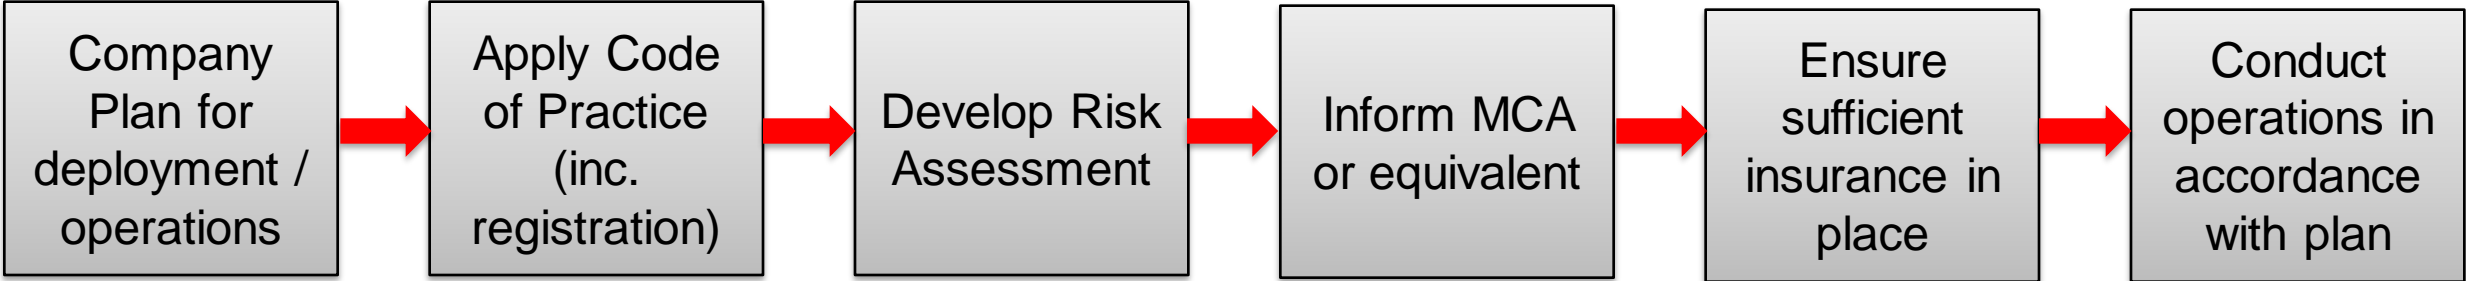 Company
Plan for
deployment /
operations
Apply Code
of Practice
(inc.
registration)
Develop Risk
Assessment
Inform MCA
or equivalent
Ensure
sufficient
insurance in
place
Conduct
operations in
accordance
with plan